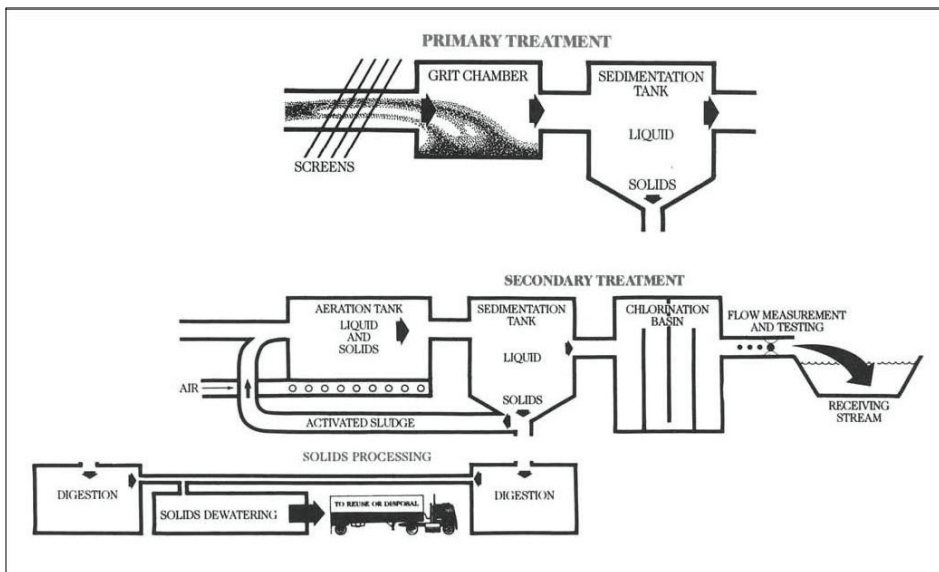 PRIMARY TREATMENT
GRIT CHAMBER
SEDIMENTATION
TANK
LIQUID
SCREENS
SOLIDS
SECONDARY TREATMENT
AERATION TANK
LIQUID
AND
SOLIDS
SEDIMENTATION
TANK
LIQUID
SOLIDS
CHLORINATION
BASIN
FLOW MEASUREMENT
AND TESTING
AIR
ACTIVATED SLUDGE
RECEIVING
STREAM
SOLIDS PROCESSING
DIGESTION
SOLIDS DEWATERING
TO REUSE OR DISPOSAL
DIGESTION